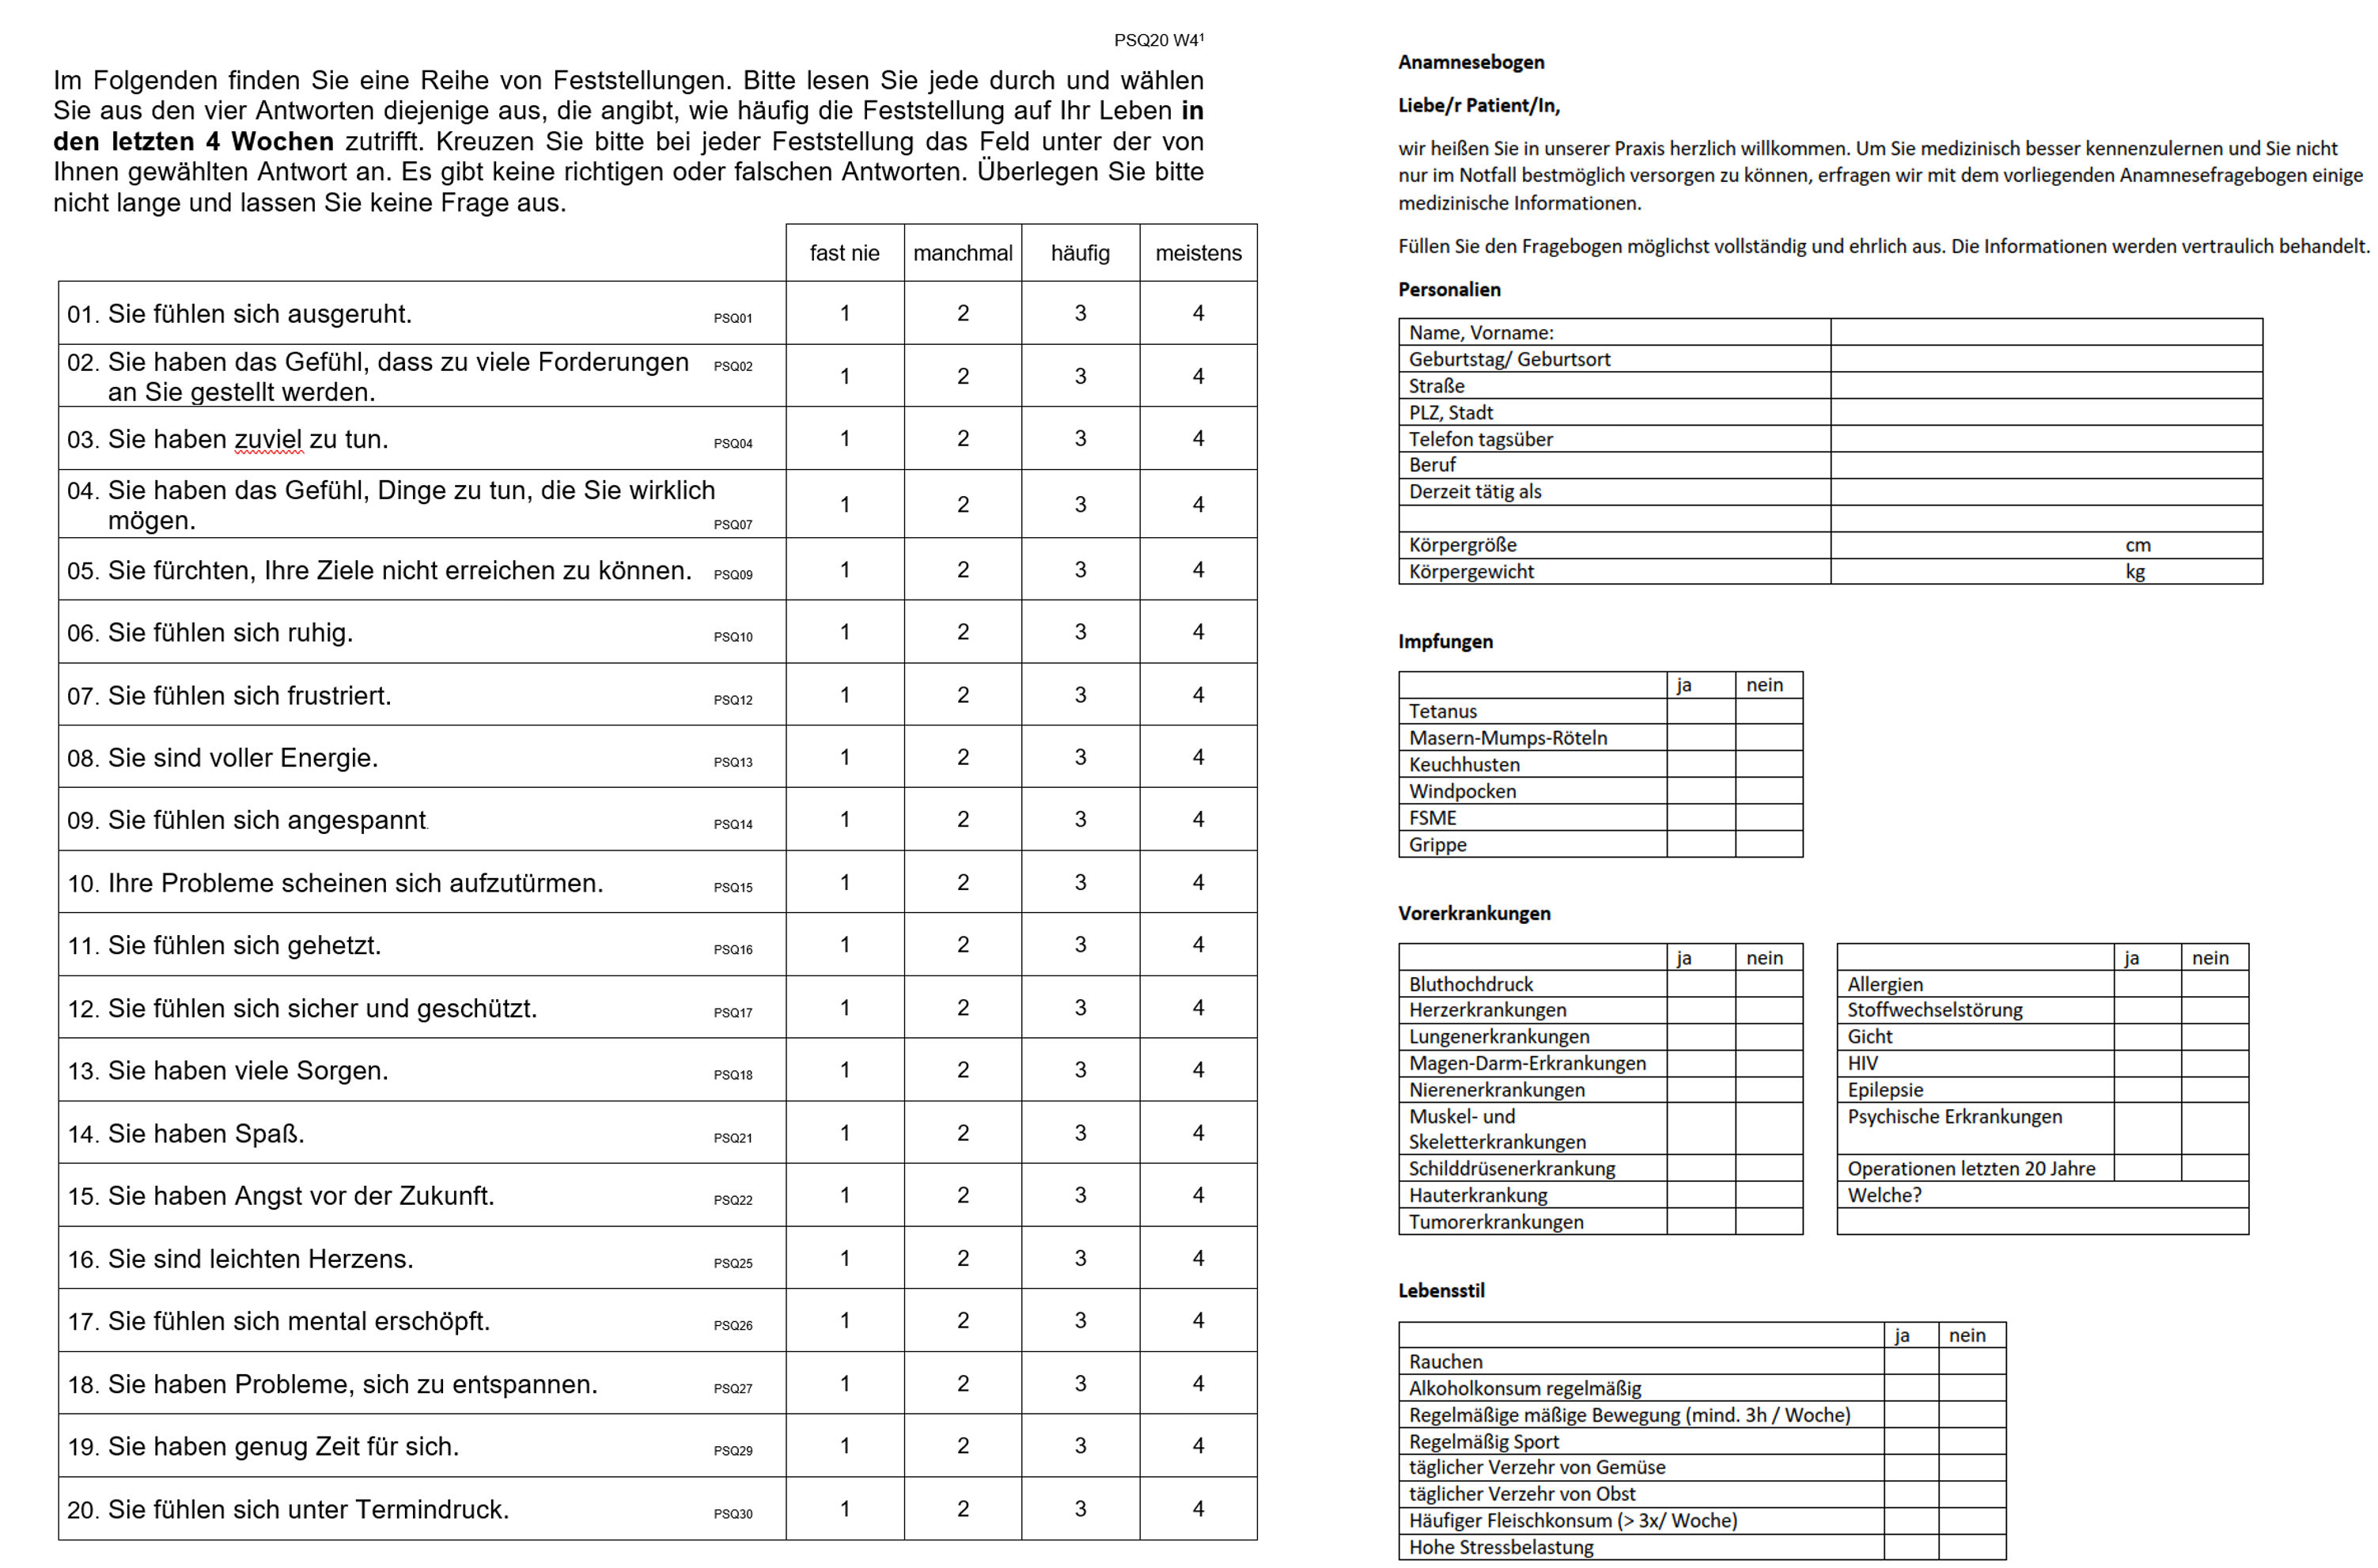 PSQ20 W4¹
Im Folgenden finden Sie eine Reihe von Feststellungen. Bitte lesen Sie jede durch und wählen
Sie aus den vier Antworten diejenige aus, die angibt, wie häufig die Feststellung auf Ihr Leben in
den letzten 4 Wochen zutrifft. Kreuzen Sie bitte bei jeder Feststellung das Feld unter der von
Ihnen gewählten Antwort an. Es gibt keine richtigen oder falschen Antworten. Überlegen Sie bitte
nicht lange und lassen Sie keine Frage aus.
fast nie manchmal häufig meistens
01. Sie fühlen sich ausgeruht. PSQ01 1 2 3 4
02. Sie haben das Gefühl, dass zu viele Forderungen PSQ02
an Sie gestellt werden. 1 2 3 4
03. Sie haben zuviel zu tun. PSQ04 1 2 3 4
04. Sie haben das Gefühl, Dinge zu tun, die Sie wirklich
mögen. PSQ07 1 2 3 4
05. Sie fürchten, Ihre Ziele nicht erreichen zu können. PSQ09 1 2 3 4
06. Sie fühlen sich ruhig. PSQ10 1 2 3 4
07. Sie fühlen sich frustriert. PSQ12 1 2 3 4
08. Sie sind voller Energie. PSQ13 1 2 3 4
09. Sie fühlen sich angespannt. PSQ14 1 2 3 4
10. Ihre Probleme scheinen sich aufzutürmen. PSQ15 1 2 3 4
11. Sie fühlen sich gehetzt. PSQ16 1 2 3 4
12. Sie fühlen sich sicher und geschützt. PSQ17 1 2 3 4
13. Sie haben viele Sorgen. PSQ18 1 2 3 4
14. Sie haben Spaß. PSQ21 1 2 3 4
15. Sie haben Angst vor der Zukunft. PSQ22 1 2 3 4
16. Sie sind leichten Herzens. PSQ25 1 2 3 4
17. Sie fühlen sich mental erschöpft. PSQ26 1 2 3 4
18. Sie haben Probleme, sich zu entspannen. PSQ27 1 2 3 4
19. Sie haben genug Zeit für sich. PSQ29 1 2 3 4
20. Sie fühlen sich unter Termindruck. PSQ30 1 2 3 4
Anamnesebogen
Liebe/r Patient/In,
wir heißen Sie in unserer Praxis herzlich willkommen. Um Sie medizinisch besser kennenzulernen und Sie nicht
nur im Notfall bestmöglich versorgen zu können, erfragen wir mit dem vorliegenden Anamnesefragebogen einige
medizinische Informationen.
Füllen Sie den Fragebogen möglichst vollständig und ehrlich aus. Die Informationen werden vertraulich behandelt.
Personalien
Name, Vorname:
Geburtstag/ Geburtsort
Straße
PLZ, Stadt
Telefon tagsüber
Beruf
Derzeit tätig als
Körpergröße cm
Körpergewicht kg
Impfungen
ja nein
Tetanus
Masern-Mumps-Röteln
Keuchhusten
Windpocken
FSME
Grippe
Vorerkrankungen
ja nein
Bluthochdruck
Herzerkrankungen
Lungenerkrankungen
Magen-Darm-Erkrankungen
Nierenerkrankungen
Muskel- und
Skeletterkrankungen
Schilddrüsenerkrankung
Hauterkrankung
Tumorerkrankungen
ja nein
Allergien
Stoffwechselstörung
Gicht
HIV
Epilepsie
Psychische Erkrankungen
Operationen letzten 20 Jahre
Welche?
Lebensstil
ja nein
Rauchen
Alkoholkonsum regelmäßig
Regelmäßige mäßige Bewegung (mind. 3h / Woche)
Regelmäßig Sport
täglicher Verzehr von Gemüse
täglicher Verzehr von Obst
Häufiger Fleischkonsum (> 3x/ Woche)
Hohe Stressbelastung